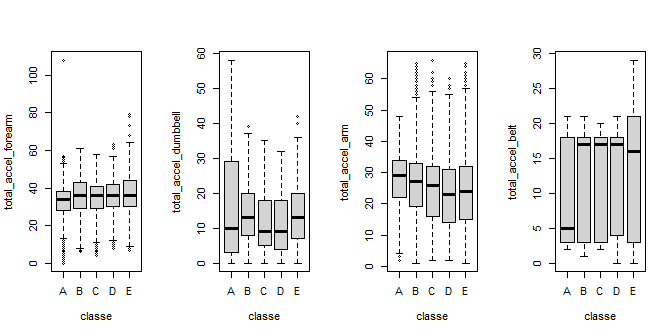 total_accel_forearm
0 20 40 60 80 100
A B C D E
classe
total_accel_dumbbell
0 10 20 30 40 50 60
A B C D E
classe
total_accel_arm
0 10 20 30 40 50 60
A B C D E
classe
total_accel_belt
0 5 10 15 20 25 30
A B C D E
classe